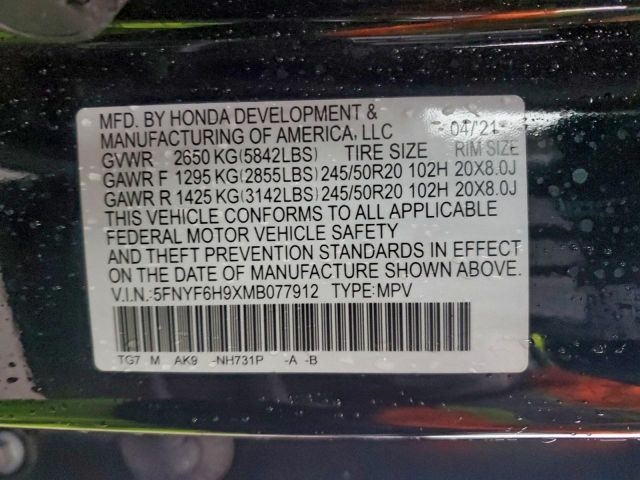 MFD. BY HONDA DEVELOPMENT &
MANUFACTURING OF AMERICA, LLC 04/21
GVWR 2650 KG(5842LBS) TIRE SIZE RIM SIZE
GAWR F 1295 KG(2855LBS) 245/50R20 102H 20X8.0J
GAWR R 1425 KG(3142LBS) 245/50R20 102H 20X8.0J
THIS VEHICLE CONFORMS TO ALL APPLICABLE
FEDERAL MOTOR VEHICLE SAFETY
AND THEFT PREVENTION STANDARDS IN EFFECT
ON THE DATE OF MANUFACTURE SHOWN ABOVE.
V.I.N.:5FNYF6H9XMB077912 TYPE:MPV
TG7 M AK9 -NH731P -A -B